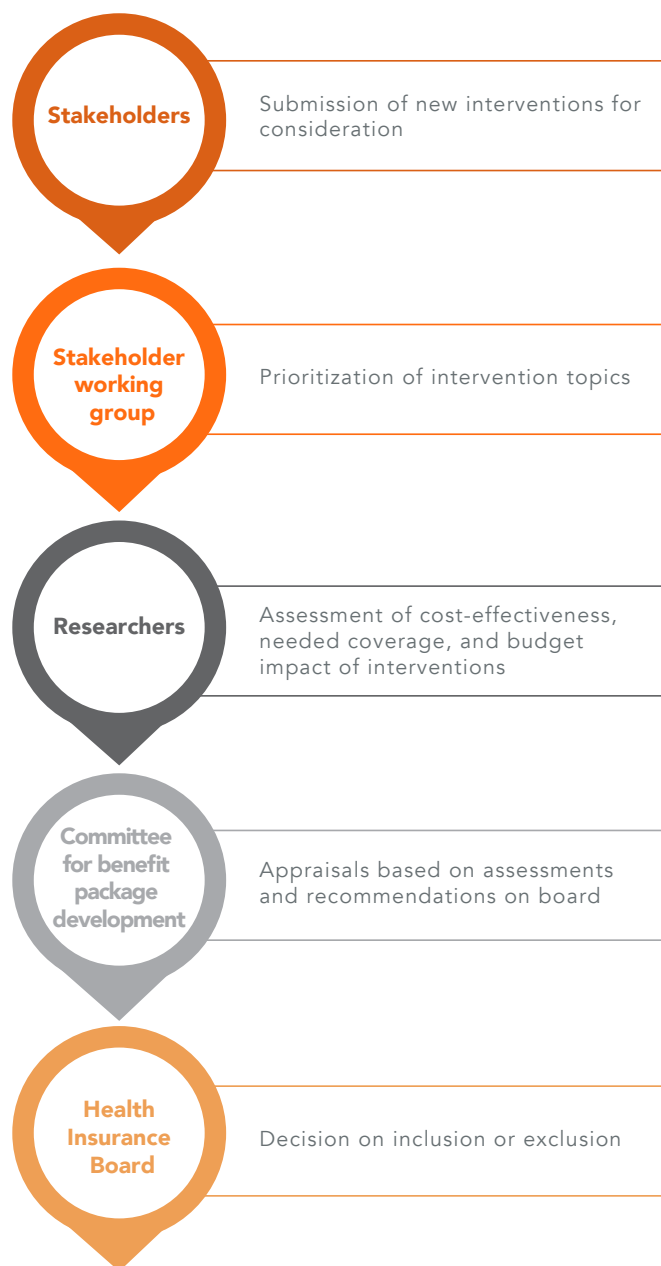 Stakeholders
Submission of new interventions for
consideration
Stakeholder
working
group
Prioritization of intervention topics
Researchers
Assessment of cost-effectiveness,
needed coverage, and budget
impact of interventions
Committee
for benefit
package
development
Appraisals based on assessments
and recommendations on board
Health
Insurance
Board
Decision on inclusion or exclusion